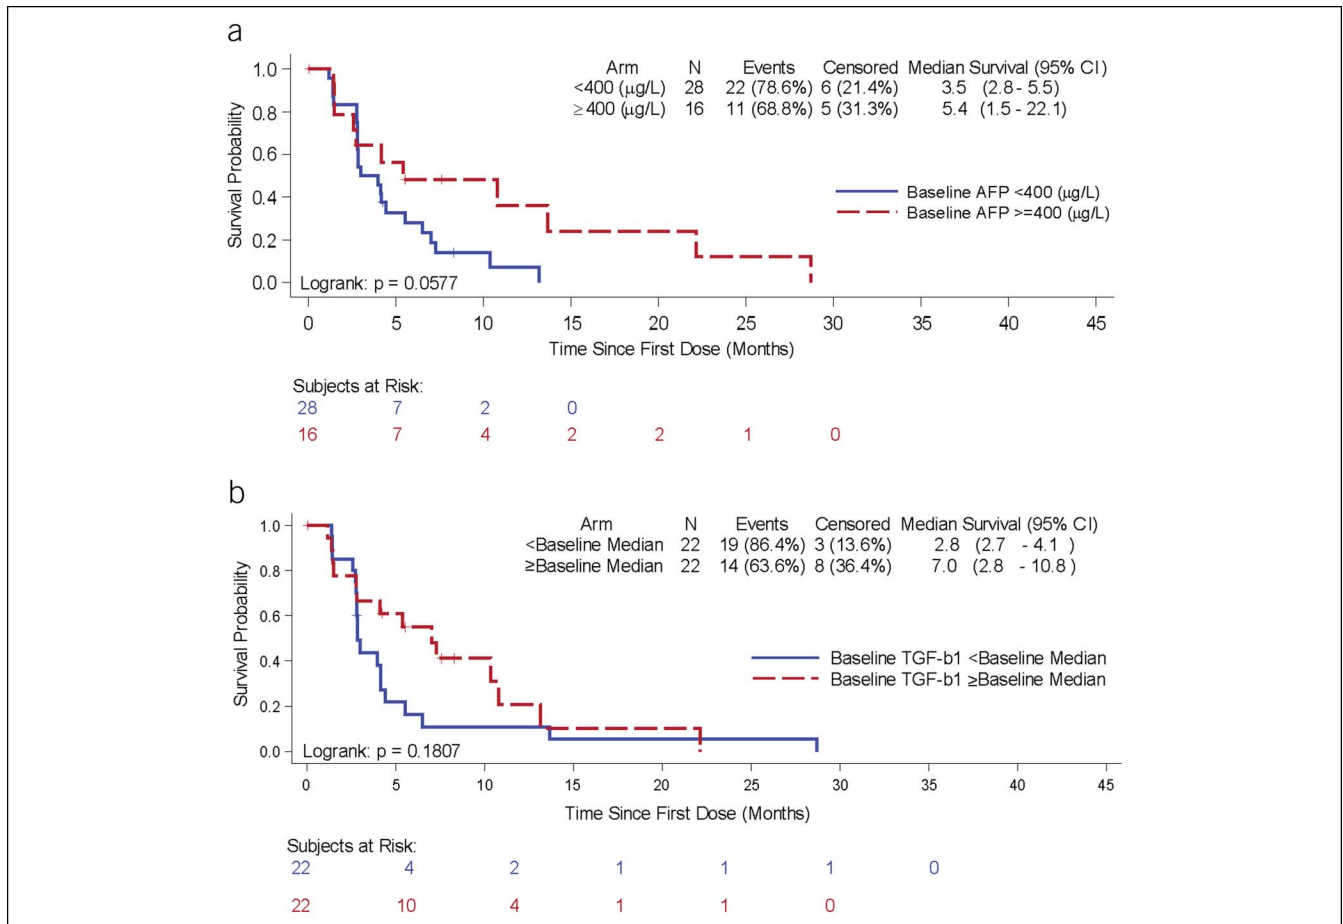 a
Arm N Events Censored Median Survival (95% CI)
<400 (μg/L) 28 22 (78.6%) 6 (21.4%) 3.5 (2.8 - 5.5)
≥ 400 (μg/L) 16 11 (68.8%) 5 (31.3%) 5.4 (1.5 - 22.1)
Survival Probability
1.0
0.8
0.6
0.4
0.2
0.0
Baseline AFP <400 (μg/L)
Baseline AFP >=400 (μg/L)
Logrank: p = 0.0577
0 5 10 15 20 25 30 35 40 45
Time Since First Dose (Months)
Subjects at Risk:
28 7 2 0
16 7 4 2 2 1 0
b
Arm N Events Censored Median Survival (95% CI)
<Baseline Median 22 19 (86.4%) 3 (13.6%) 2.8 (2.7 - 4.1 )
≥Baseline Median 22 14 (63.6%) 8 (36.4%) 7.0 (2.8 - 10.8 )
Survival Probability
1.0
0.8
0.6
0.4
0.2
0.0
Baseline TGF-b1 <Baseline Median
Baseline TGF-b1 ≥Baseline Median
Logrank: p = 0.1807
0 5 10 15 20 25 30 35 40 45
Time Since First Dose (Months)
Subjects at Risk:
22 4 2 1 1 1 0
22 10 4 1 1 0